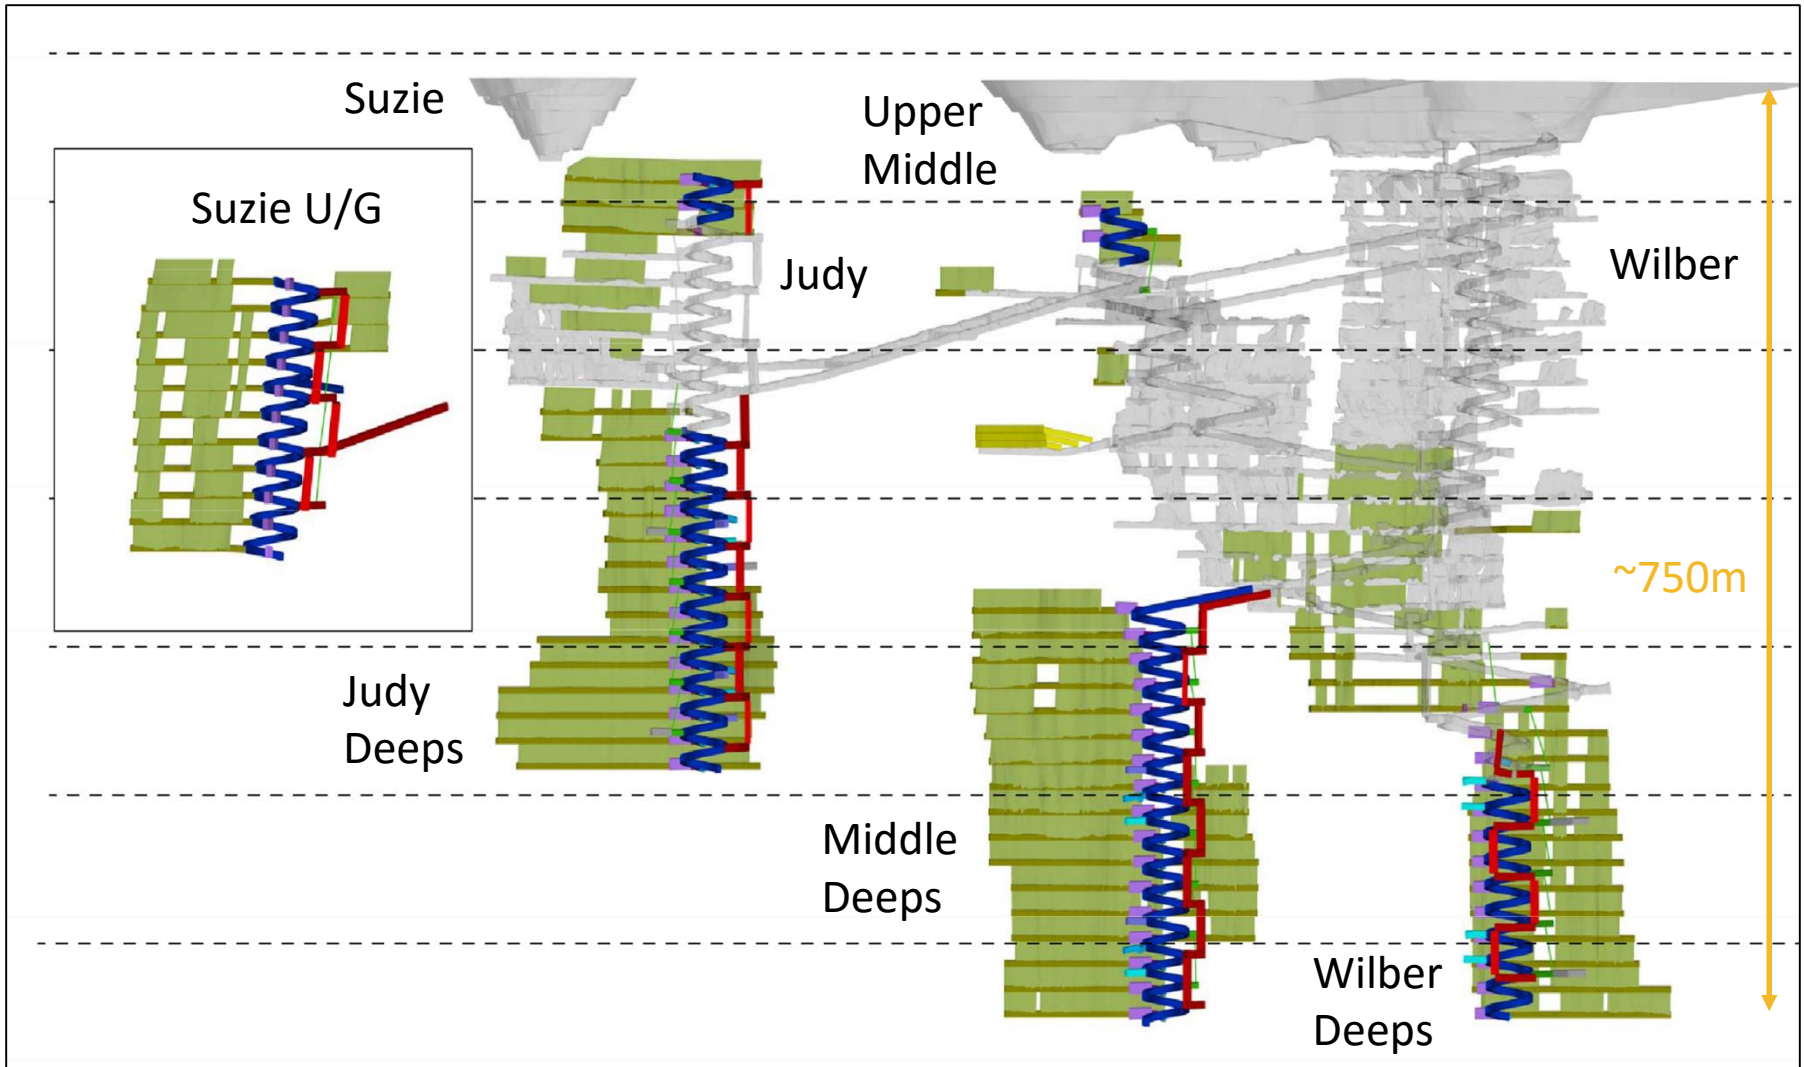 Suzie
Upper
Middle
Suzie U/G
Judy
Wilber
~750m
Judy
Deeps
Middle
Deeps
Wilber
Deeps